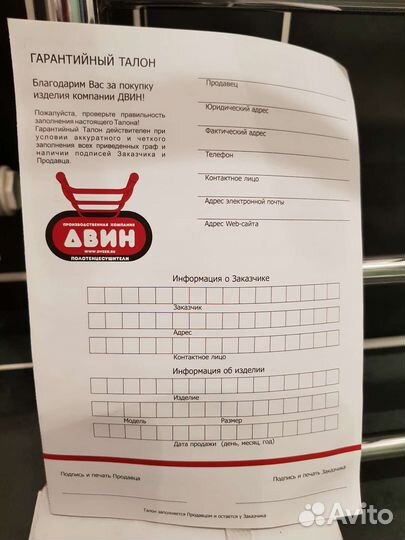 ГАРАНТИЙНЫЙ ТАЛОН
Благодарим Вас за покупку
изделия компании ДВИН!
Пожалуйста, проверьте правильность
заполнения настоящего Талона!
Гарантийный Талон действителен при
условии аккуратного и четкого
заполнения всех приведенных граф и
наличии подписей Заказчика и
Продавца.
ПРОИЗВОДСТВЕННАЯ КОМПАНИЯ
ДВИН
ПОЛОТЕНЦЕСУШИТЕЛИ
Продавец
Юридический адрес
Фактический адрес
Телефон
Контактное лицо
Адрес электронной почты
Адрес Web-сайта
Информация о Заказчике
Заказчик
Адрес
Контактное лицо
Информация об изделии
Изделие
Модель Размер
Дата продажи (день, месяц, год)
Подпись и печать Продавца
Подпись и печать Заказчика
Талон заполняется Продавцом и остается у Заказчика
Avito